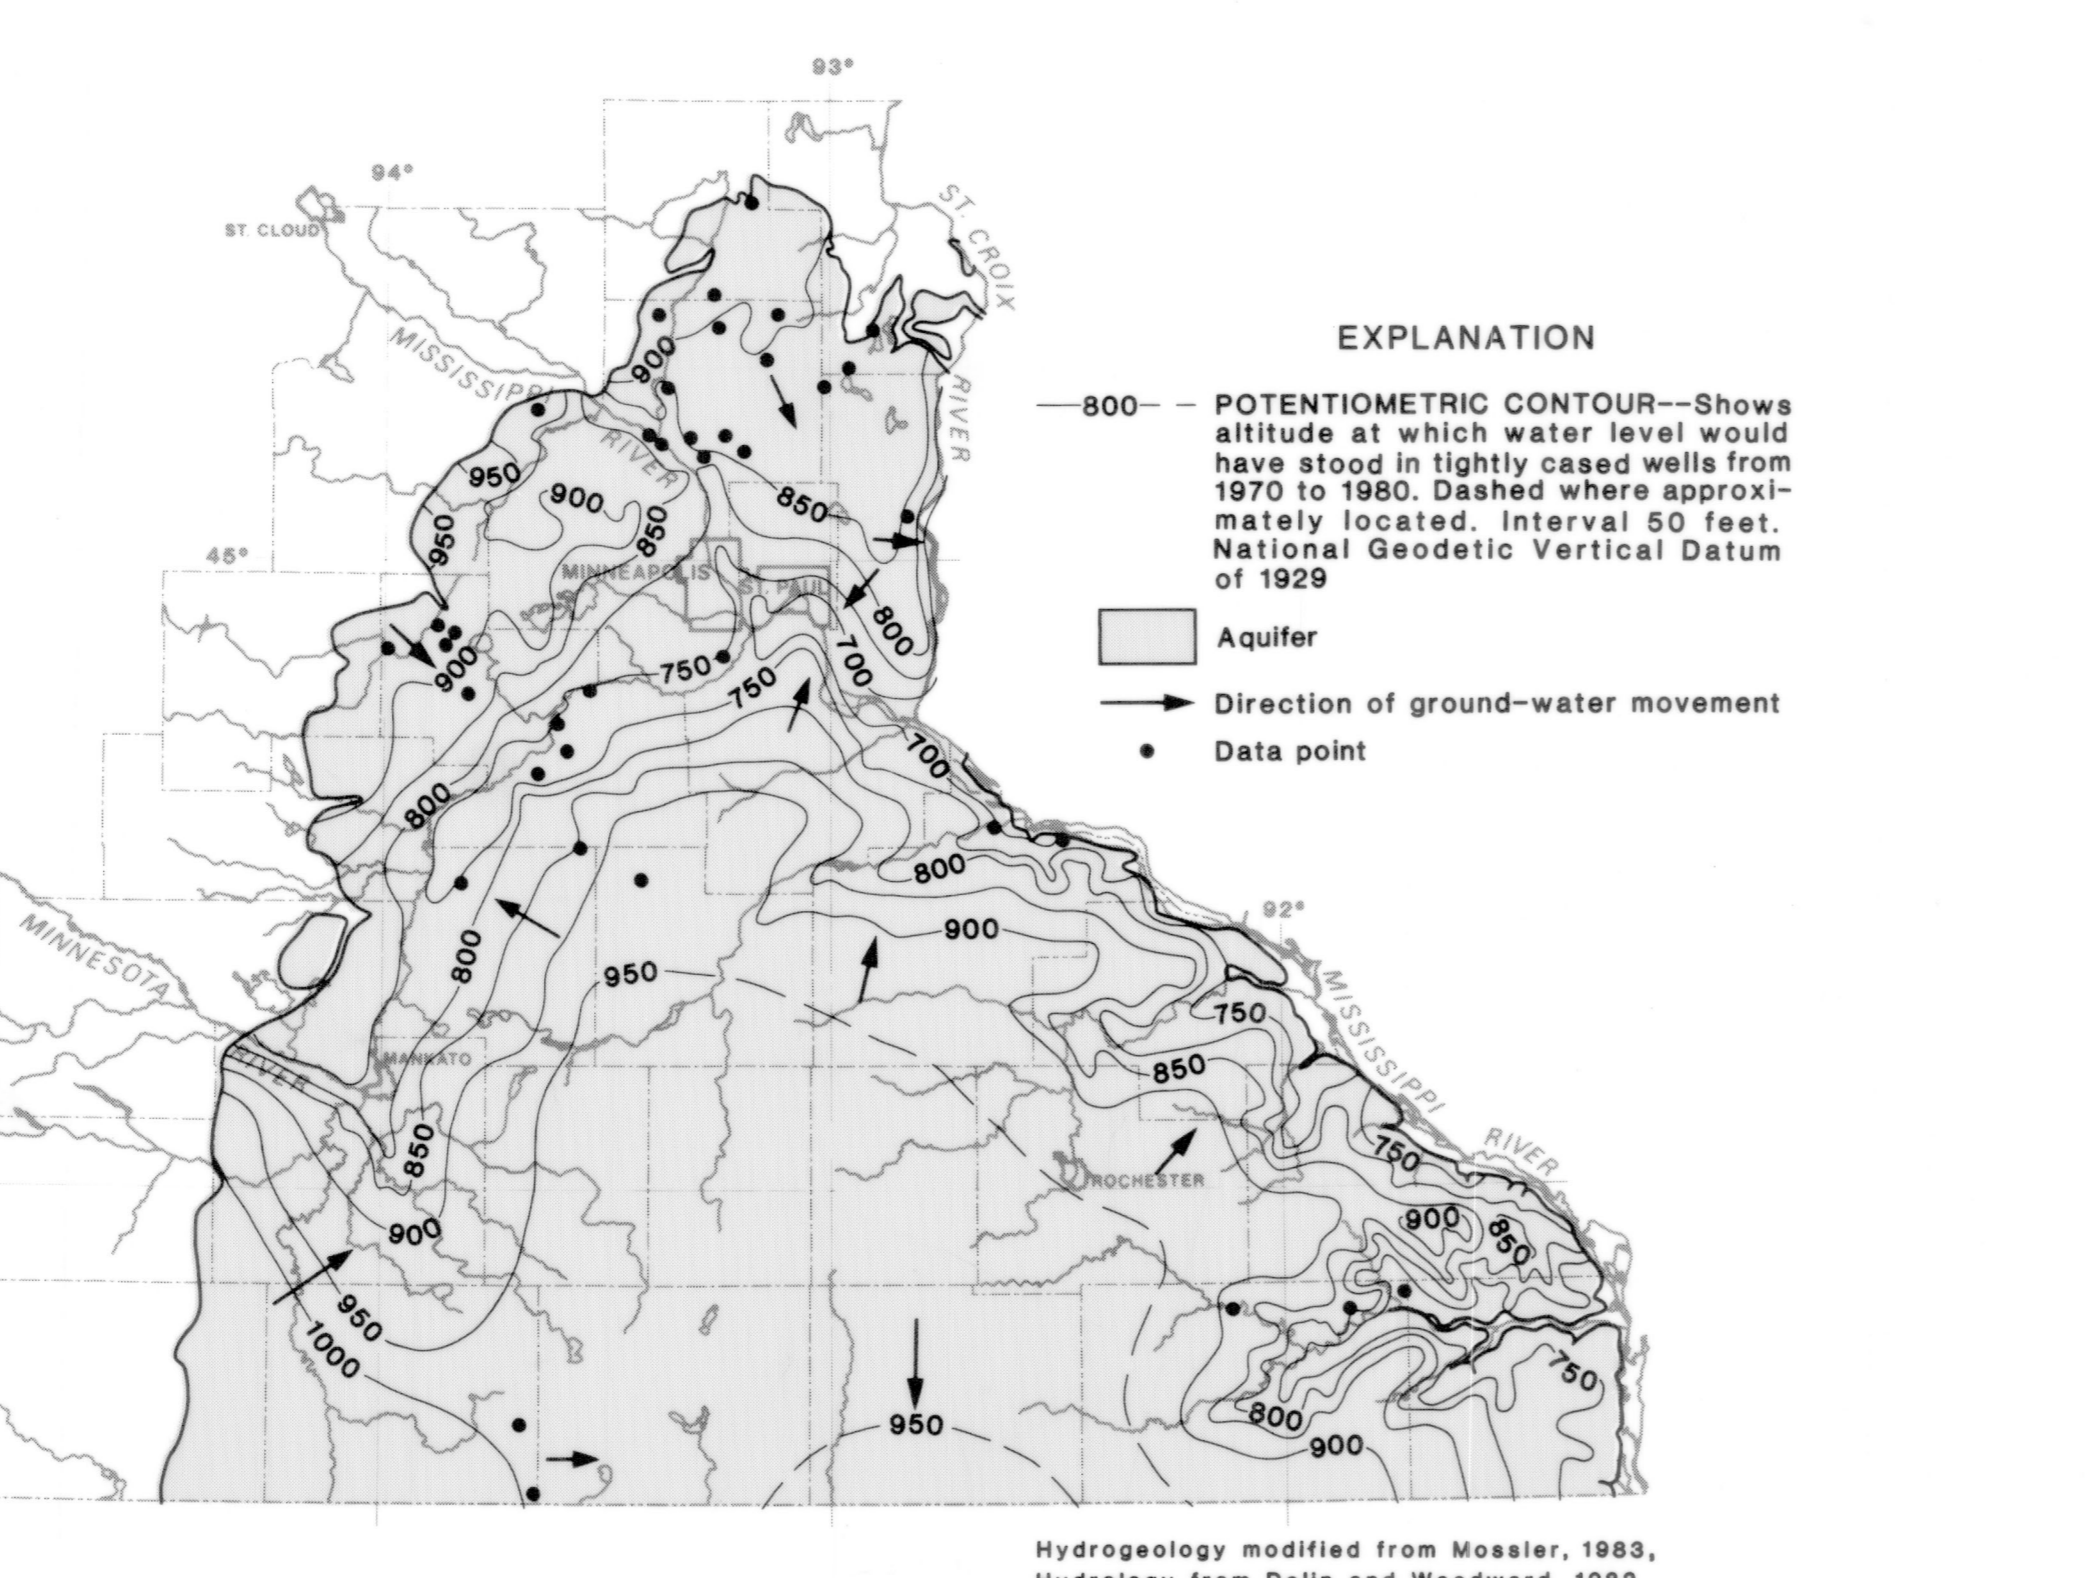 93°
94°
ST. CLOUD
ST. CROIX
RIVER
MISSISSIPPI
RIVER
900
950
900
850
850
950
45°
MINNEAPOLIS
ST. PAUL
800
700
900
750
750
700
800
800
900
92°
MINNESOTA
RIVER
800
950
MISSISSIPPI
RIVER
750
MANKATO
850
850
750
ROCHESTER
900
900
850
950
1000
750
950
800
900
EXPLANATION
800
POTENTIOMETRIC CONTOUR--Shows
altitude at which water level would
have stood in tightly cased wells from
1970 to 1980. Dashed where approxi-
mately located. Interval 50 feet.
National Geodetic Vertical Datum
of 1929
Aquifer
Direction of ground-water movement
Data point
Hydrogeology modified from Mossler, 1983,